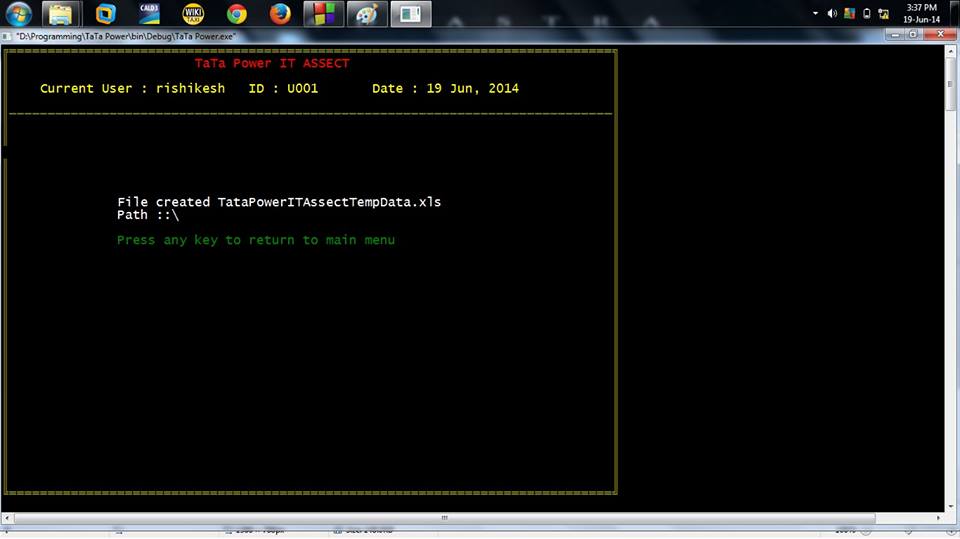 CALD3
WIKI
TAXI
A S T R A
3:37 PM
19-Jun-14
"D:\Programming\TaTa Power\bin\Debug\TaTa Power.exe"
TaTa Power IT ASSECT
Current User : rishikesh ID : U001 Date : 19 Jun, 2014
File created TataPowerITAssectTempData.xls
Path ::\
Press any key to return to main menu